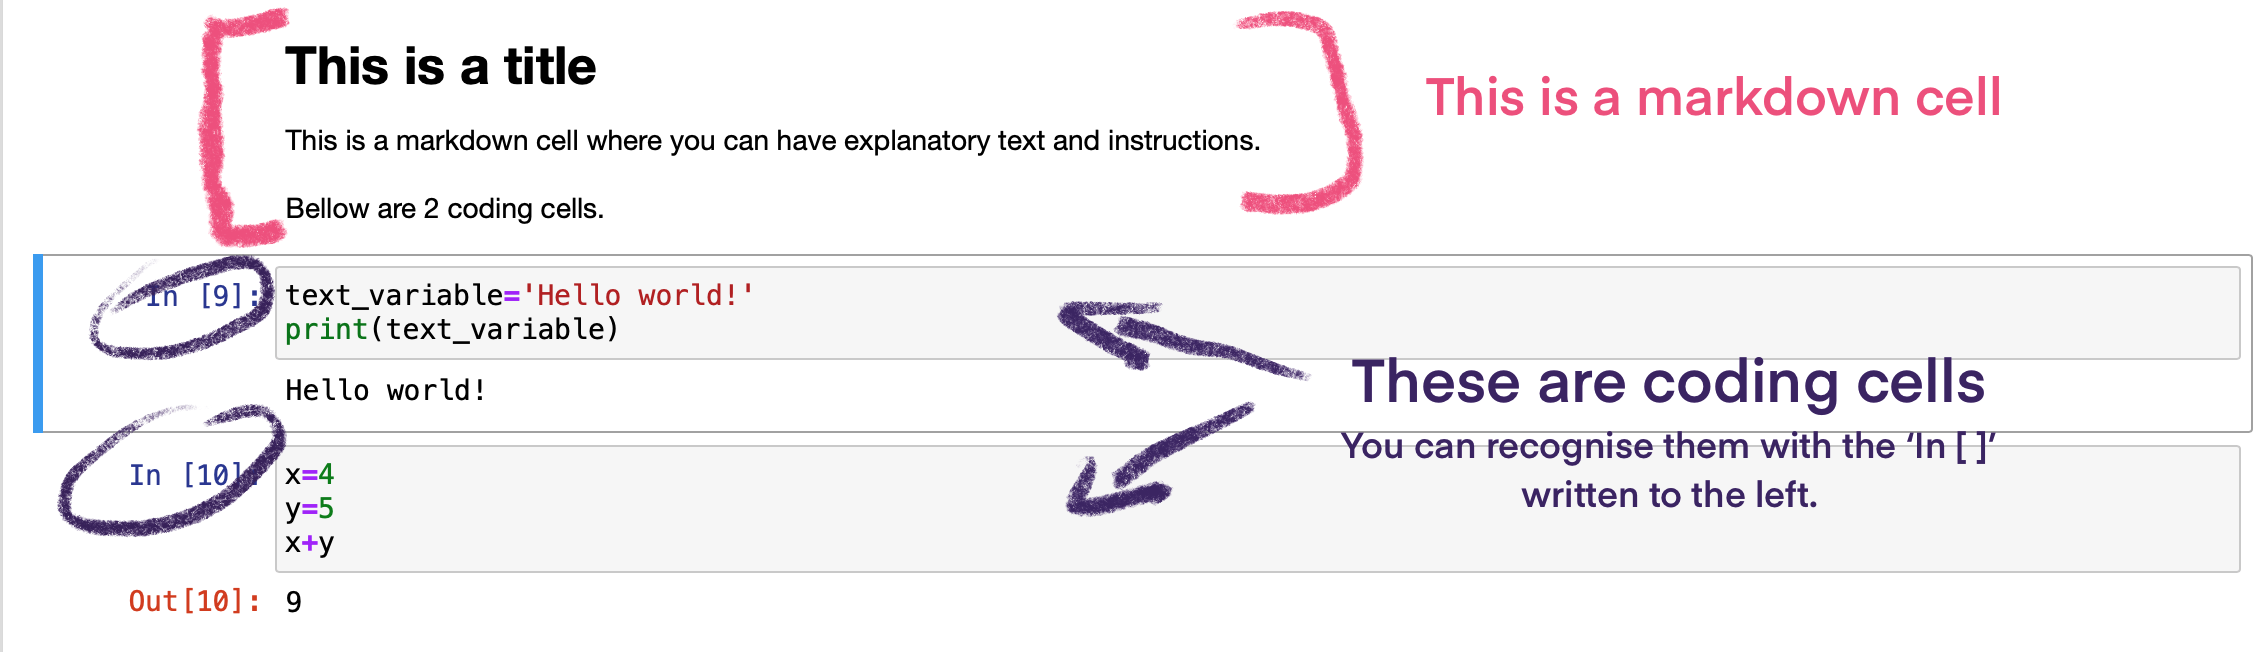 This is a title
This is a markdown cell
This is a markdown cell where you can have explanatory text and instructions.
Bellow are 2 coding cells.
In [9]: text_variable='Hello world!'
print(text_variable)
Hello world!
These are coding cells
You can recognise them with the ‘In [ ]’
written to the left.
In [10]: x=4
y=5
x+y
Out[10]: 9